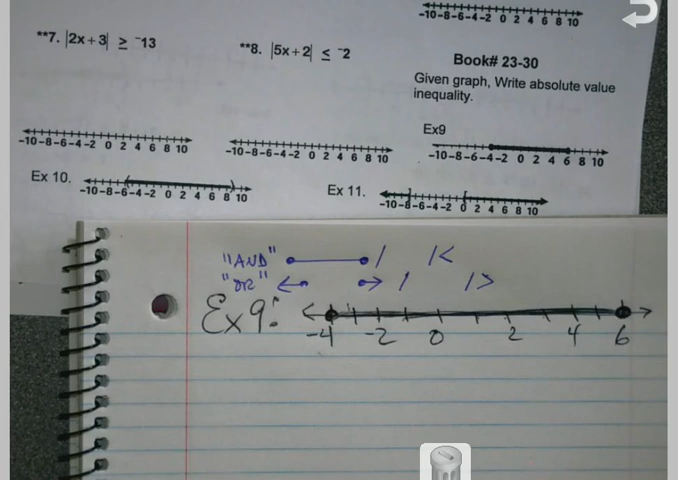 -10-8-6-4-2 0 2 4 6 8 10
**7. |2x+3| ≥ ⁻13
**8. |5x+2| ≤ ⁻2
Book# 23-30
Given graph, Write absolute value
inequality.
Ex9
-10-8-6-4-2 0 2 4 6 8 10
-10-8-6-4-2 0 2 4 6 8 10
-10-8-6-4-2 0 2 4 6 8 10
Ex 10.
-10-8-6-4-2 0 2 4 6 8 10
Ex 11.
-10-8-6-4-2 0 2 4 6 8 10
"AND" | |<
"OR" | |>
Ex9:
-4 -2 0 2 4 6